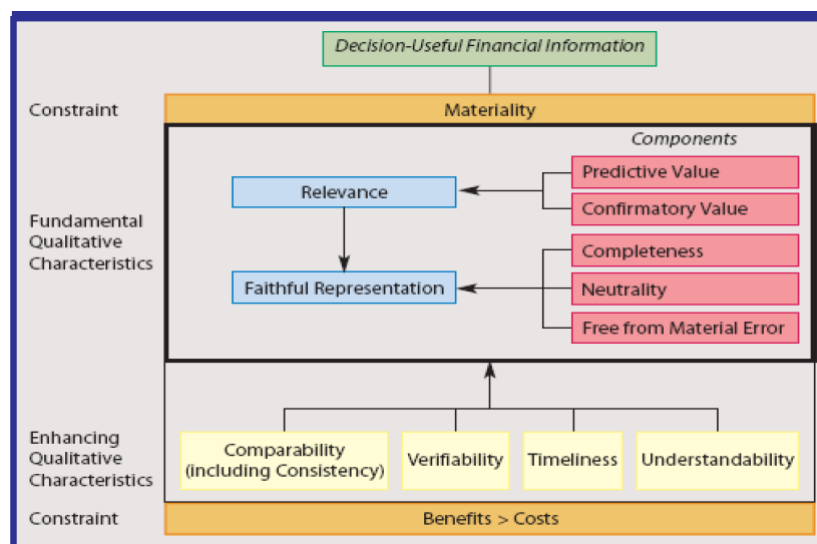 Decision-Useful Financial Information
Constraint
Materiality
Components
Relevance
Predictive Value
Confirmatory Value
Fundamental
Qualitative
Characteristics
Faithful Representation
Completeness
Neutrality
Free from Material Error
Enhancing
Qualitative
Characteristics
Comparability
(including Consistency)
Verifiability
Timeliness
Understandability
Constraint
Benefits > Costs